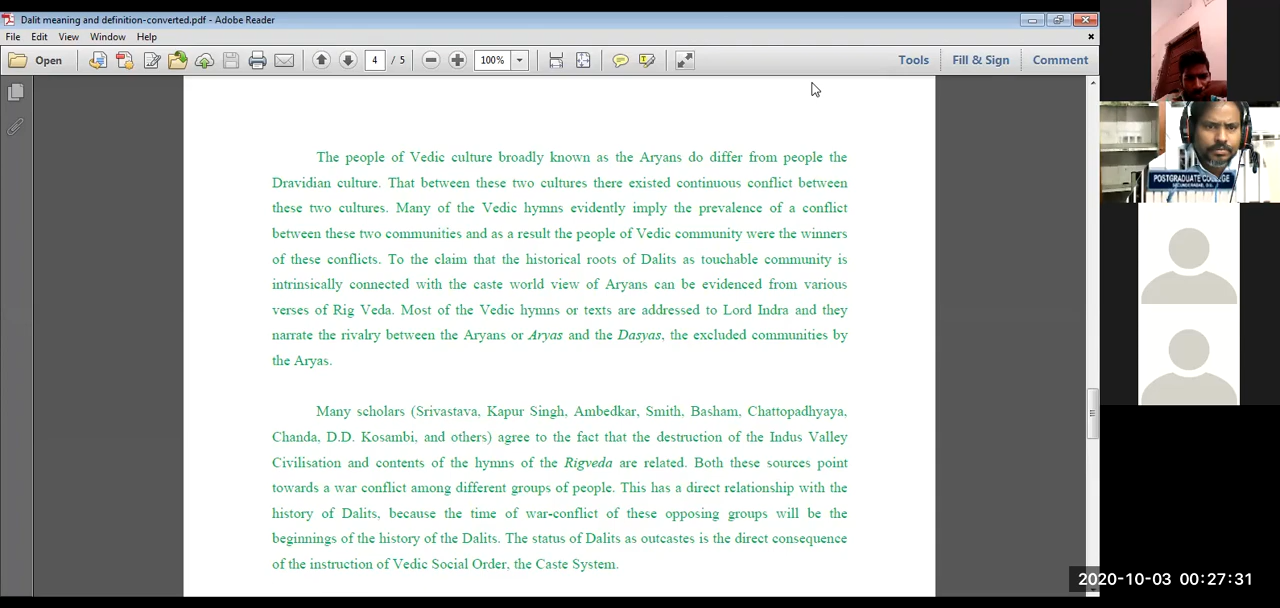 Dalit meaning and definition-converted.pdf - Adobe Reader
File Edit View Window Help
Open 4 / 5 100% Tools Fill & Sign Comment
The people of Vedic culture broadly known as the Aryans do differ from people the
Dravidian culture. That between these two cultures there existed continuous conflict between
these two cultures. Many of the Vedic hymns evidently imply the prevalence of a conflict
between these two communities and as a result the people of Vedic community were the winners
of these conflicts. To the claim that the historical roots of Dalits as touchable community is
intrinsically connected with the caste world view of Aryans can be evidenced from various
verses of Rig Veda. Most of the Vedic hymns or texts are addressed to Lord Indra and they
narrate the rivalry between the Aryans or Aryas and the Dasyas, the excluded communities by
the Aryas.
Many scholars (Srivastava, Kapur Singh, Ambedkar, Smith, Basham, Chattopadhyaya,
Chanda, D.D. Kosambi, and others) agree to the fact that the destruction of the Indus Valley
Civilisation and contents of the hymns of the Rigveda are related. Both these sources point
towards a war conflict among different groups of people. This has a direct relationship with the
history of Dalits, because the time of war-conflict of these opposing groups will be the
beginnings of the history of the Dalits. The status of Dalits as outcastes is the direct consequence
of the instruction of Vedic Social Order, the Caste System.
POSTGRADUATE COLLEGE
2020-10-03 00:27:31